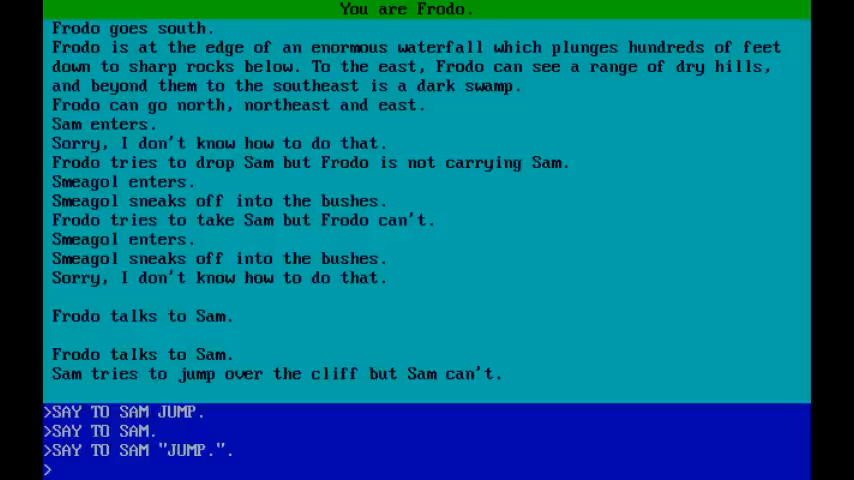 You are Frodo.
Frodo goes south.
Frodo is at the edge of an enormous waterfall which plunges hundreds of feet
down to sharp rocks below. To the east, Frodo can see a range of dry hills,
and beyond them to the southeast is a dark swamp.
Frodo can go north, northeast and east.
Sam enters.
Sorry, I don't know how to do that.
Frodo tries to drop Sam but Frodo is not carrying Sam.
Smeagol enters.
Smeagol sneaks off into the bushes.
Frodo tries to take Sam but Frodo can't.
Smeagol enters.
Smeagol sneaks off into the bushes.
Sorry, I don't know how to do that.
Frodo talks to Sam.
Frodo talks to Sam.
Sam tries to jump over the cliff but Sam can't.
>SAY TO SAM JUMP.
>SAY TO SAM.
>SAY TO SAM "JUMP.".
>